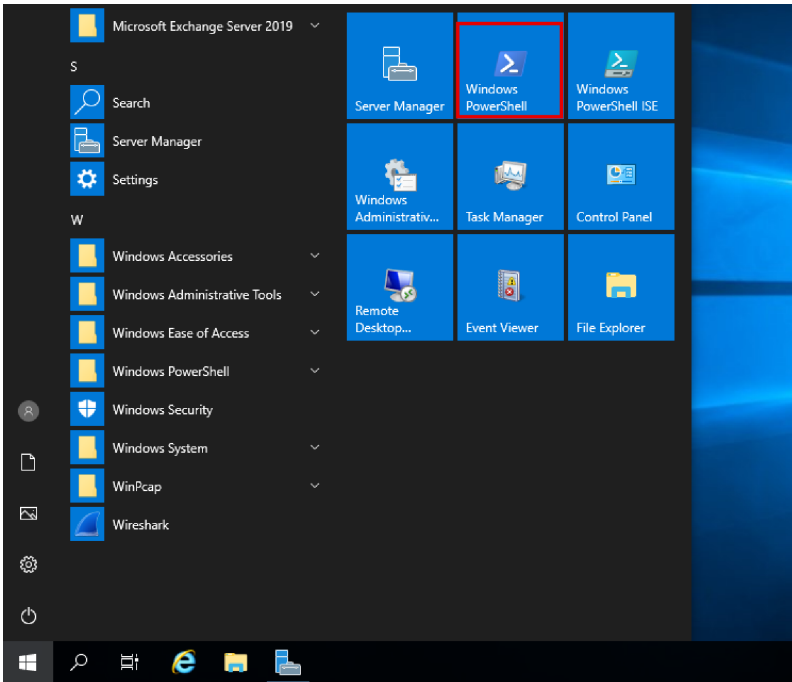 Microsoft Exchange Server 2019
S
Search
Server Manager
Settings
W
Windows Accessories
Windows Administrative Tools
Windows Ease of Access
Windows PowerShell
Windows Security
Windows System
WinPcap
Wireshark
Server Manager
Windows
PowerShell
Windows
PowerShell ISE
Windows
Administrativ...
Task Manager
Control Panel
Remote
Desktop...
Event Viewer
File Explorer